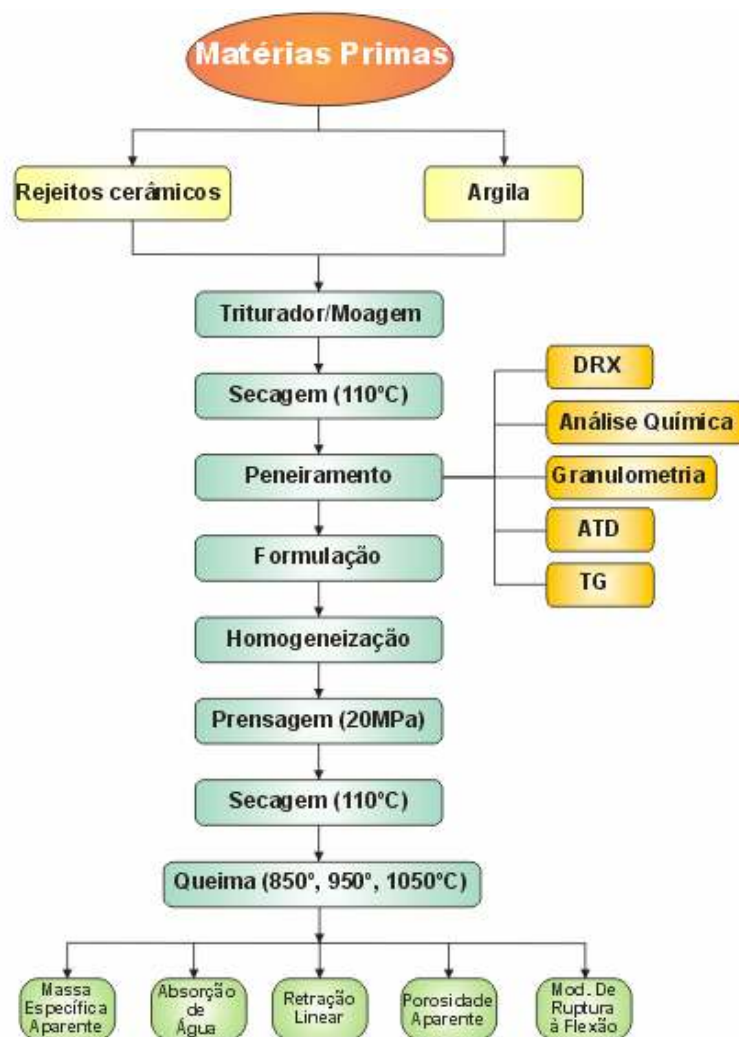 Matérias Primas
Rejeitos cerâmicos
Argila
Triturador/Moagem
Secagem (110ºC)
Peneiramento
DRX
Análise Química
Granulometria
ATD
TG
Formulação
Homogeneização
Prensagem (20MPa)
Secagem (110ºC)
Queima (850°, 950°, 1050ºC)
Massa
Específica
Aparente
Absorção
de
Água
Retração
Linear
Porosidade
Aparente
Mod. De
Ruptura
à Flexão